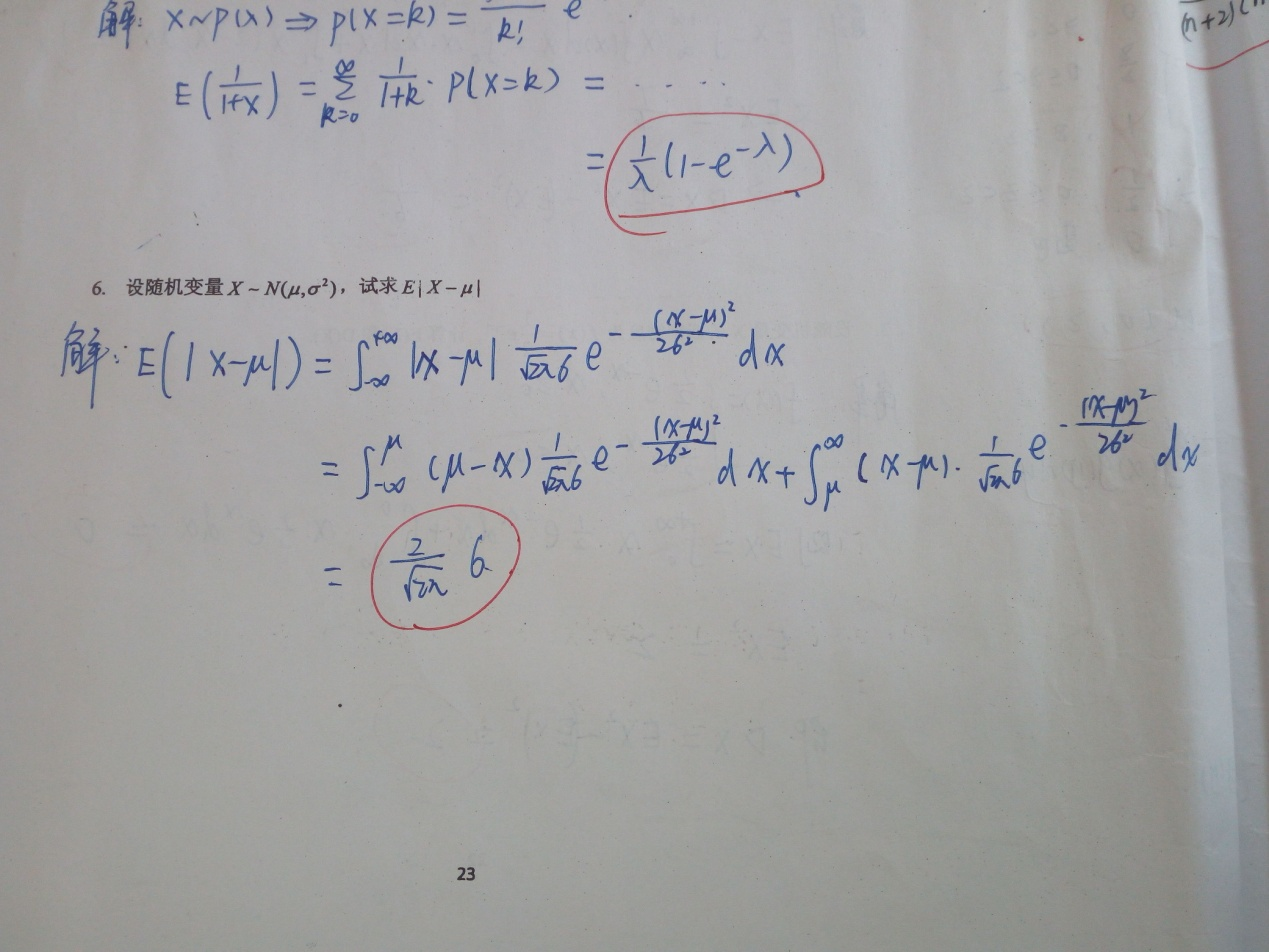 解: X~P(λ) ⇒ P(X=k) = —— e
k!
(n+2)(n
E(1/(1+X)) = ∑_{k=0}^{∞} 1/(1+k) · P(X=k) = ......
= 1/λ (1-e^{-λ})
6. 设随机变量 X ~ N(μ,σ²), 试求 E|X-μ|
解: E(|X-μ|) = ∫_{-∞}^{+∞} |X-μ| 1/(√2π σ) e^{-(X-μ)²/2σ²} dx
= ∫_{-∞}^{μ} (μ-X) 1/(√2π σ) e^{-(X-μ)²/2σ²} dx + ∫_{μ}^{∞} (X-μ) · 1/(√2π σ) e^{-(X-μ)²/2σ²} dx
= 2/√2π σ
23